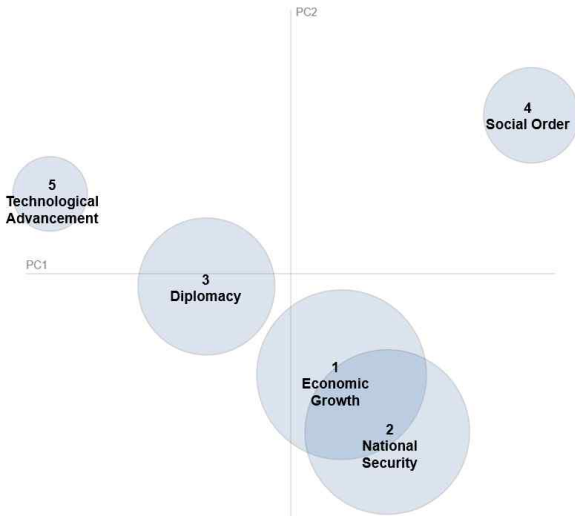 PC2
4
Social Order
5
Technological
Advancement
PC1
3
Diplomacy
1
Economic
Growth
2
National
Security